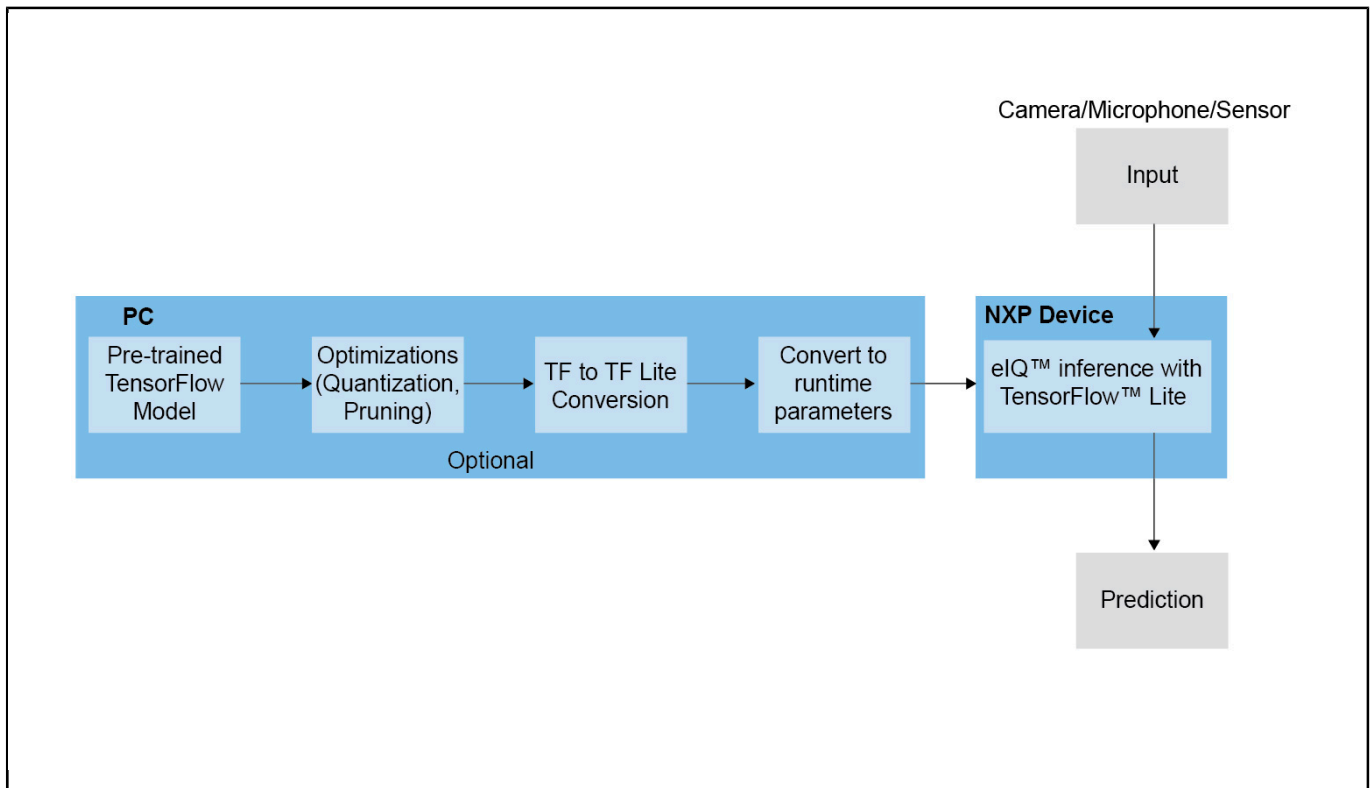 Camera/Microphone/Sensor
Input
PC
Pre-trained
TensorFlow
Model
Optimizations
(Quantization,
Pruning)
TF to TF Lite
Conversion
Convert to
runtime
parameters
Optional
NXP Device
eIQ™ inference with
TensorFlow™ Lite
Prediction